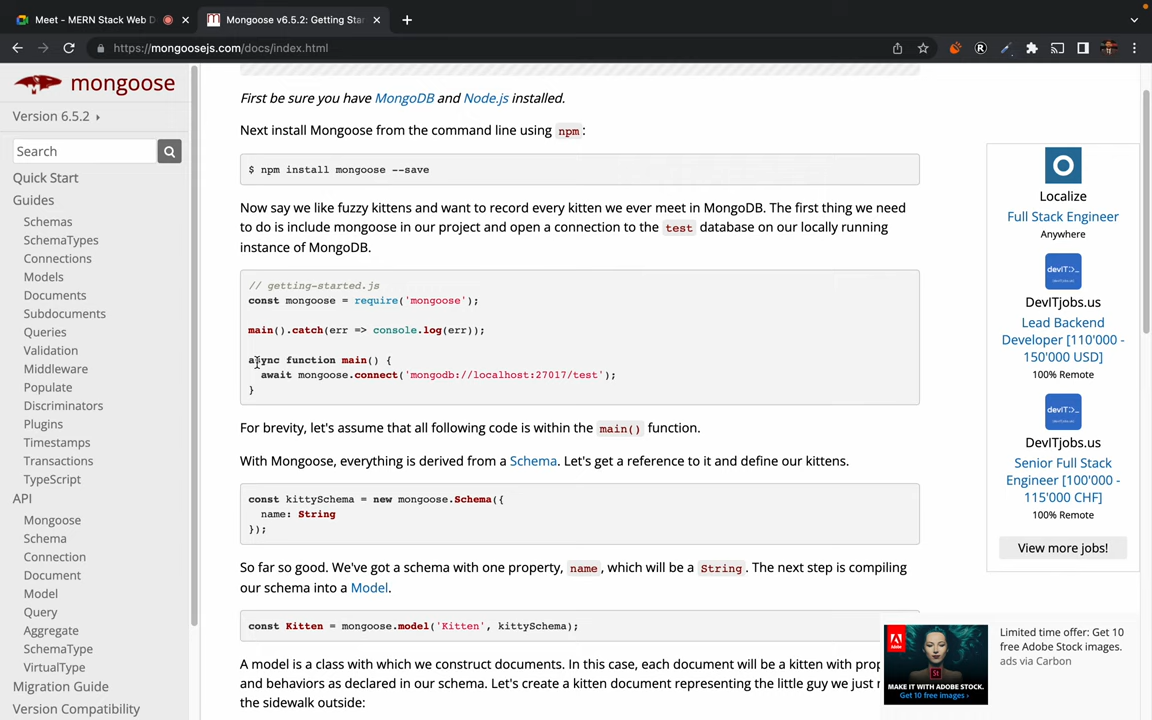 Meet - MERN Stack Web D
Mongoose v6.5.2: Getting Star
https://mongoosejs.com/docs/index.html
mongoose
Version 6.5.2
Search
Quick Start
Guides
Schemas
SchemaTypes
Connections
Models
Documents
Subdocuments
Queries
Validation
Middleware
Populate
Discriminators
Plugins
Timestamps
Transactions
TypeScript
API
Mongoose
Schema
Connection
Document
Model
Query
Aggregate
SchemaType
VirtualType
Migration Guide
Version Compatibility
First be sure you have MongoDB and Node.js installed.
Next install Mongoose from the command line using npm:
$ npm install mongoose --save
Now say we like fuzzy kittens and want to record every kitten we ever meet in MongoDB. The first thing we need
to do is include mongoose in our project and open a connection to the test database on our locally running
instance of MongoDB.
// getting-started.js
const mongoose = require('mongoose');
main().catch(err => console.log(err));
async function main() {
await mongoose.connect('mongodb://localhost:27017/test');
}
For brevity, let's assume that all following code is within the main() function.
With Mongoose, everything is derived from a Schema. Let's get a reference to it and define our kittens.
const kittySchema = new mongoose.Schema({
name: String
});
So far so good. We've got a schema with one property, name, which will be a String. The next step is compiling
our schema into a Model.
const Kitten = mongoose.model('Kitten', kittySchema);
A model is a class with which we construct documents. In this case, each document will be a kitten with prop
and behaviors as declared in our schema. Let's create a kitten document representing the little guy we just
the sidewalk outside:
Localize
Full Stack Engineer
Anywhere
devIT>_
DevITjobs.us
Lead Backend
Developer [110'000 -
150'000 USD]
100% Remote
devIT>_
DevITjobs.us
Senior Full Stack
Engineer [100'000 -
115'000 CHF]
100% Remote
View more jobs!
St
MAKE IT WITH ADOBE STOCK.
Get 10 free images ›
Limited time offer: Get 10
free Adobe Stock images.
ads via Carbon